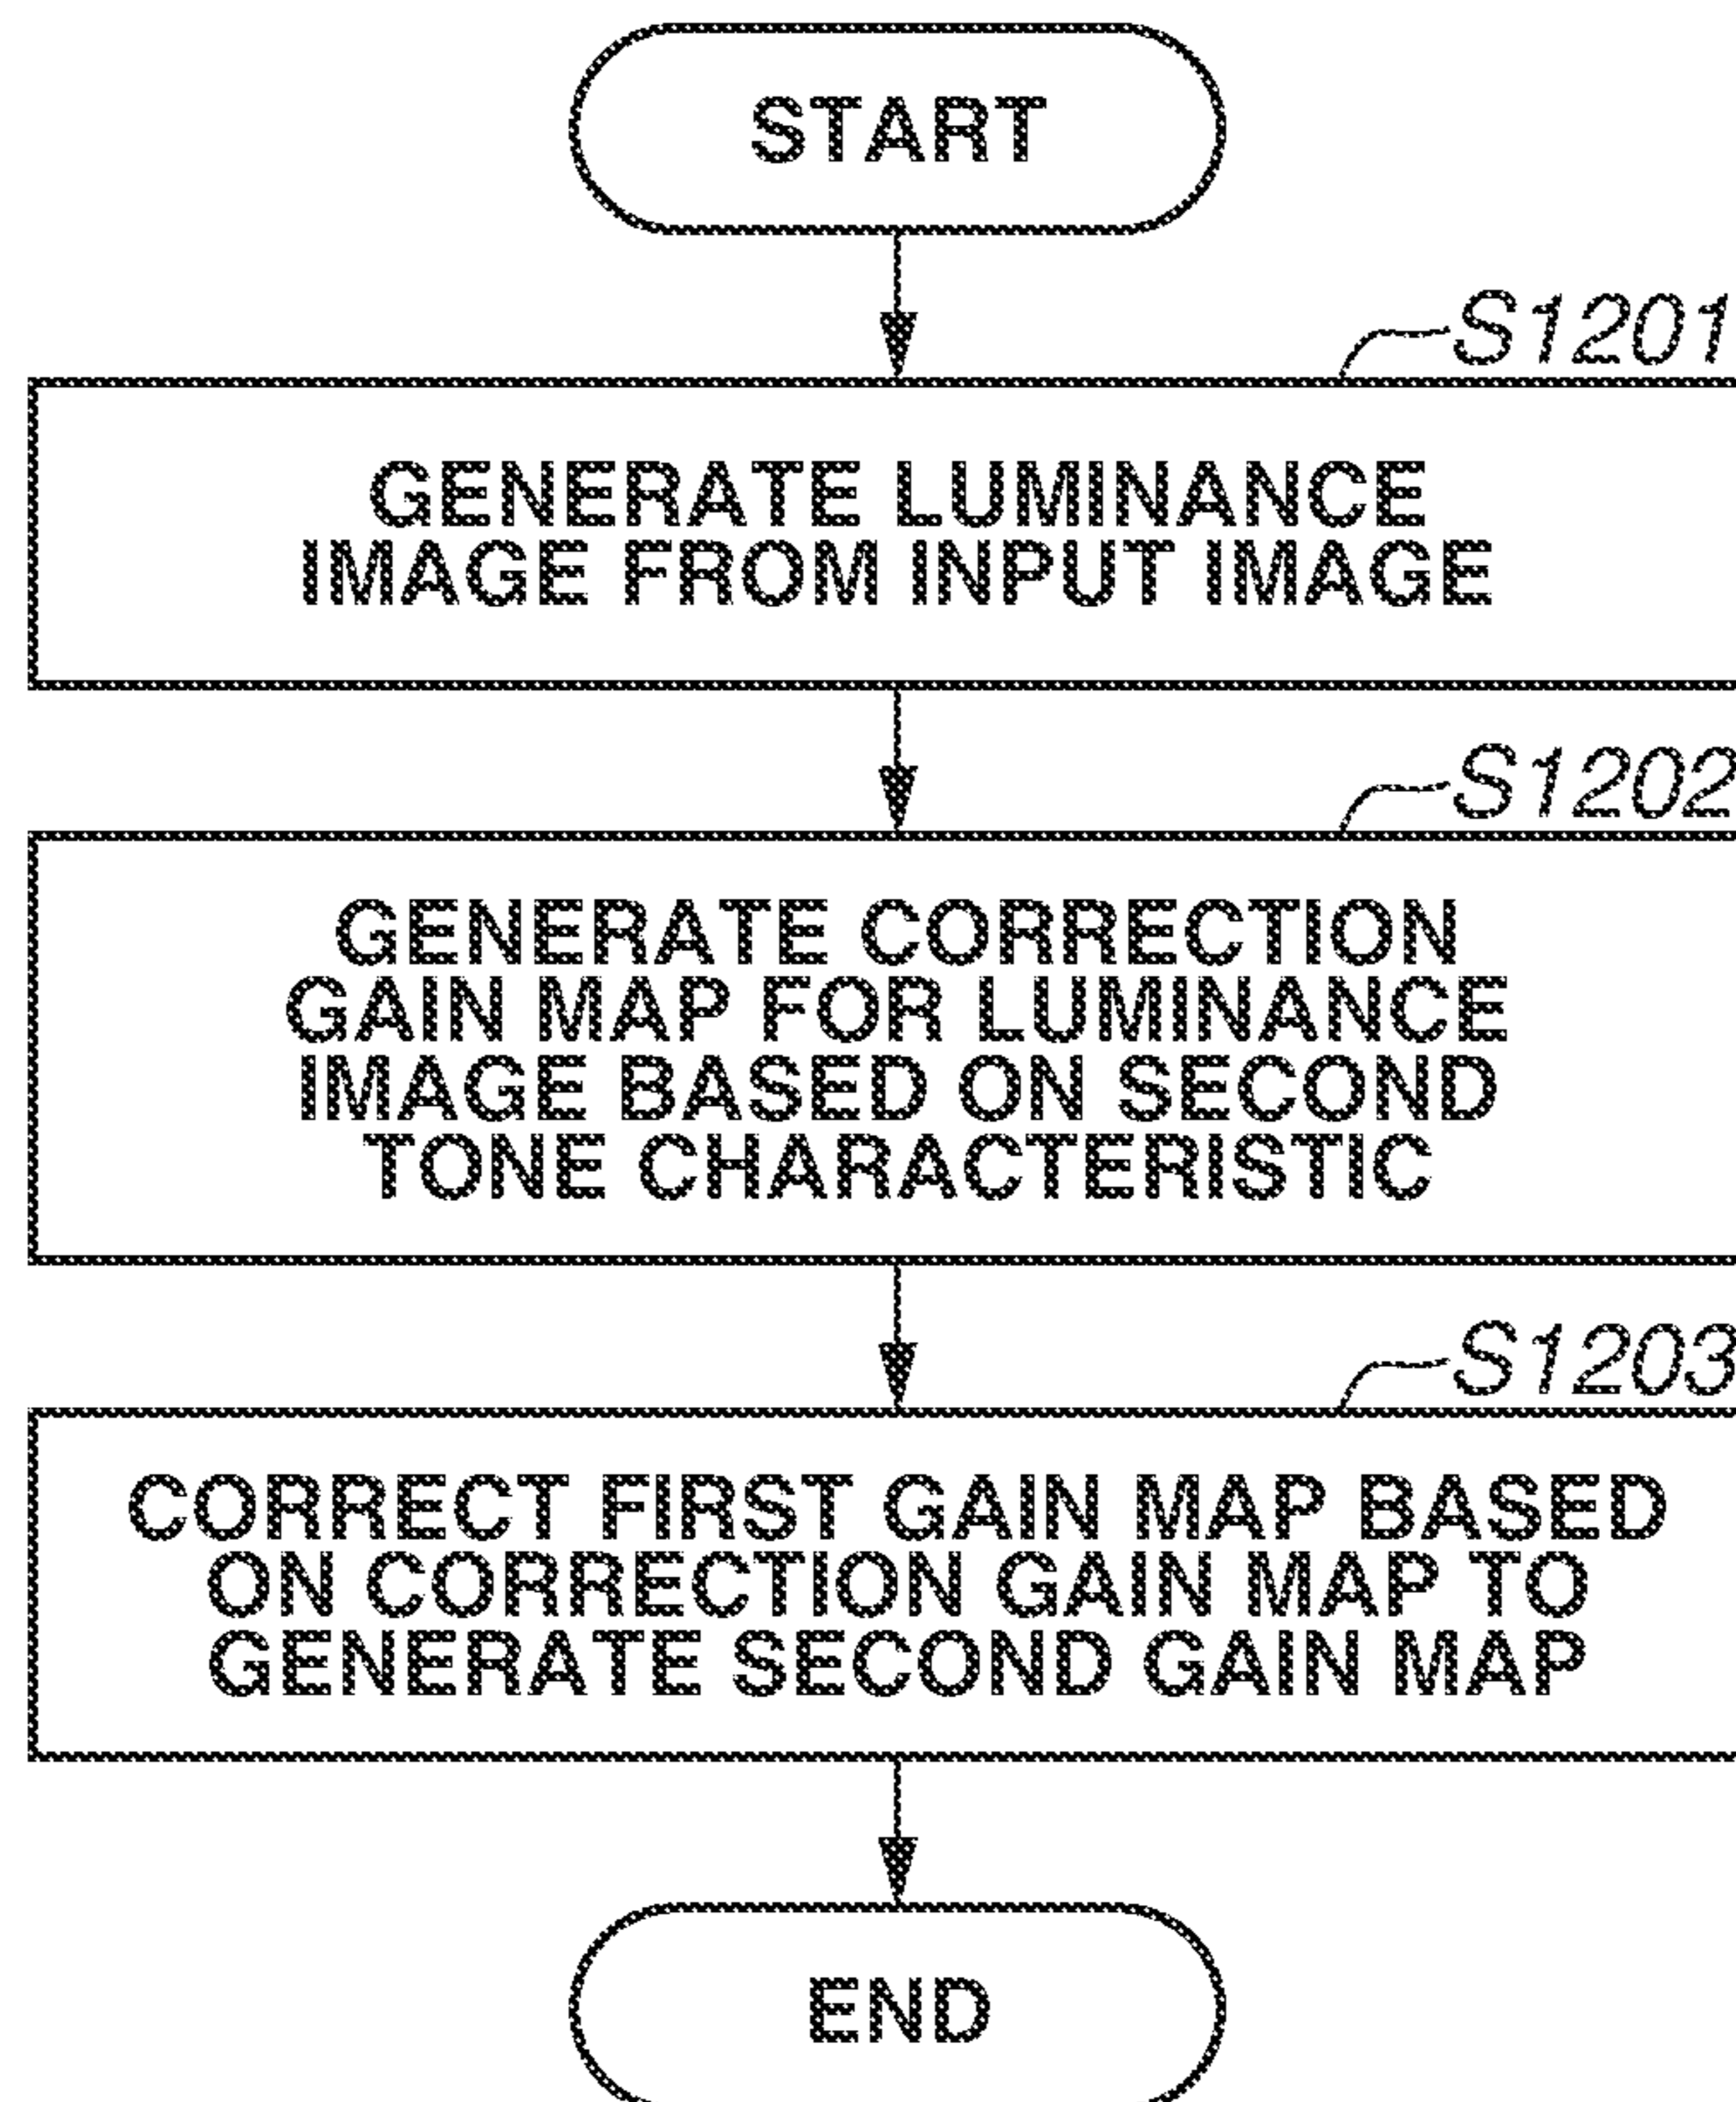 START
S1201
GENERATE LUMINANCE
IMAGE FROM INPUT IMAGE
S1202
GENERATE CORRECTION
GAIN MAP FOR LUMINANCE
IMAGE BASED ON SECOND
TONE CHARACTERISTIC
S1203
CORRECT FIRST GAIN MAP BASED
ON CORRECTION GAIN MAP TO
GENERATE SECOND GAIN MAP
END